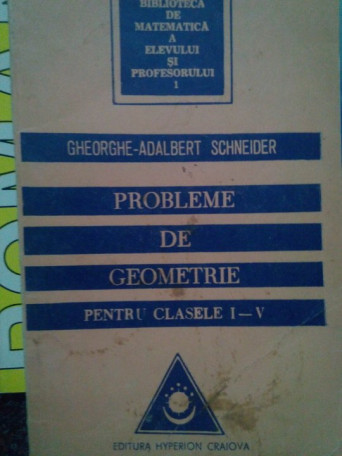 BIBLIOTECA
DE
MATEMATICĂ
A
ELEVULUI
ȘI
PROFESORULUI
1
GHEORGHE-ADALBERT SCHNEIDER
PROBLEME
DE
GEOMETRIE
PENTRU CLASELE I—V
EDITURA HYPERION CRAIOVA